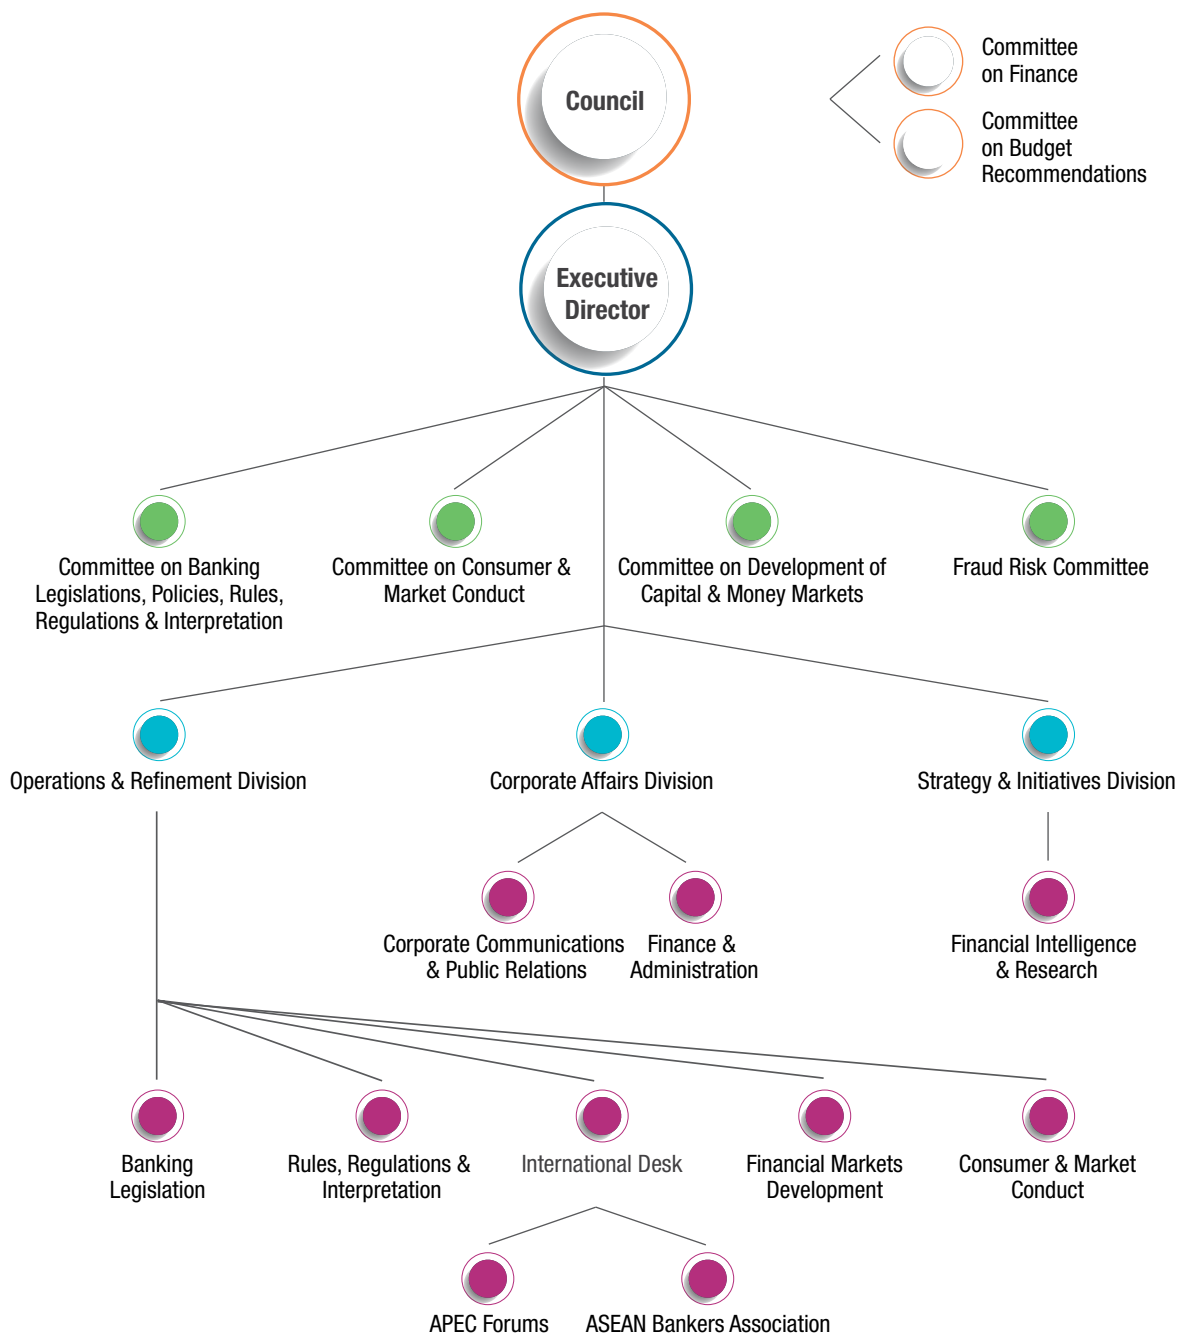 Council
Committee
on Finance
Committee
on Budget
Recommendations
Executive
Director
Committee on Banking
Legislations, Policies, Rules,
Regulations & Interpretation
Committee on Consumer &
Market Conduct
Committee on Development of
Capital & Money Markets
Fraud Risk Committee
Operations & Refinement Division
Corporate Affairs Division
Strategy & Initiatives Division
Corporate Communications
& Public Relations
Finance &
Administration
Financial Intelligence
& Research
Banking
Legislation
Rules, Regulations &
Interpretation
International Desk
Financial Markets
Development
Consumer & Market
Conduct
APEC Forums
ASEAN Bankers Association